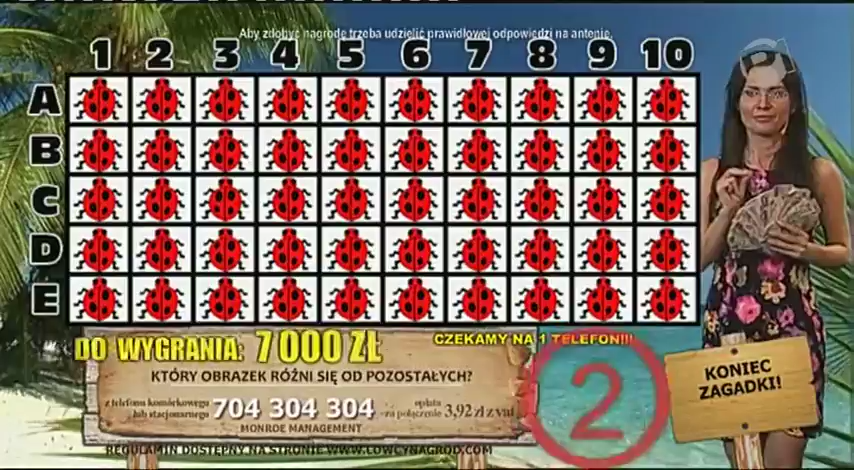 Aby zdobyć nagrodę trzeba udzielić prawidłowej odpowiedzi na antenie.
1 2 3 4 5 6 7 8 9 10
A
B
C
D
E
DO WYGRANIA: 7 000 ZŁ
CZEKAMY NA 1 TELEFON!!!
KTÓRY OBRAZEK RÓŻNI SIĘ OD POZOSTAŁYCH?
z telefonu komórkowego
lub stacjonarnego
704 304 304
opłata
za połączenie 3,92 zł z vat
MONROE MANAGEMENT
REGULAMIN DOSTĘPNY NA STRONIE WWW.LOWCYNAGROD.COM
2
KONIEC
ZAGADKI!